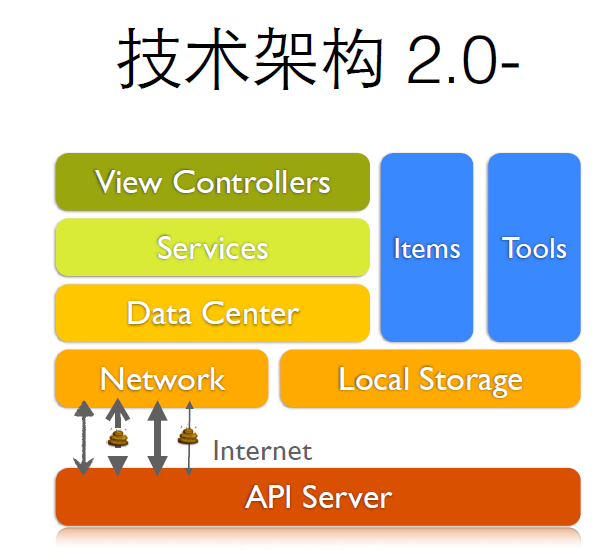 技术架构 2.0-
View Controllers
Services
Data Center
Items
Tools
Network
Local Storage
Internet
API Server